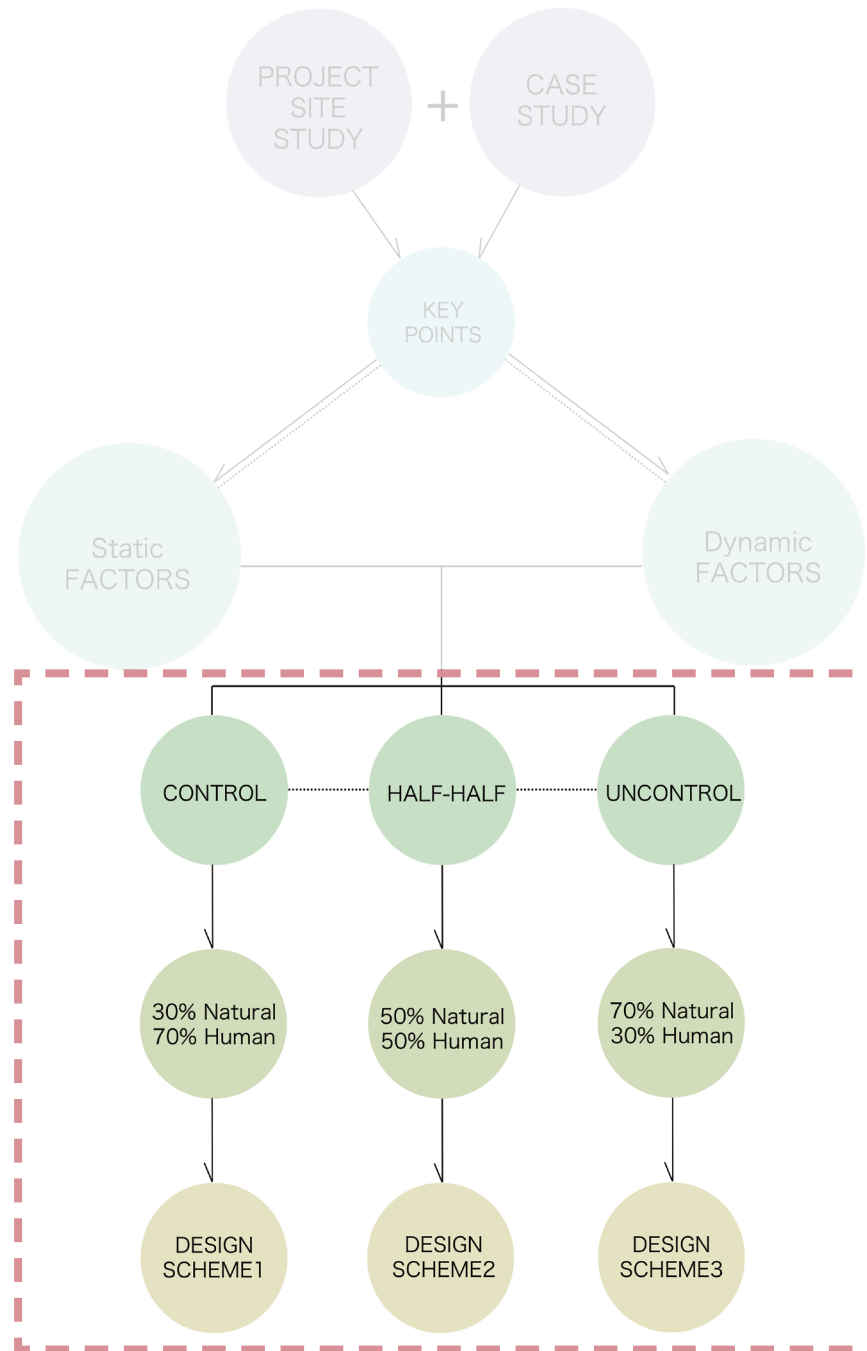 PROJECT
SITE
STUDY
+
CASE
STUDY
KEY
POINTS
Static
FACTORS
Dynamic
FACTORS
CONTROL
HALF-HALF
UNCONTROL
30% Natural
70% Human
50% Natural
50% Human
70% Natural
30% Human
DESIGN
SCHEME1
DESIGN
SCHEME2
DESIGN
SCHEME3